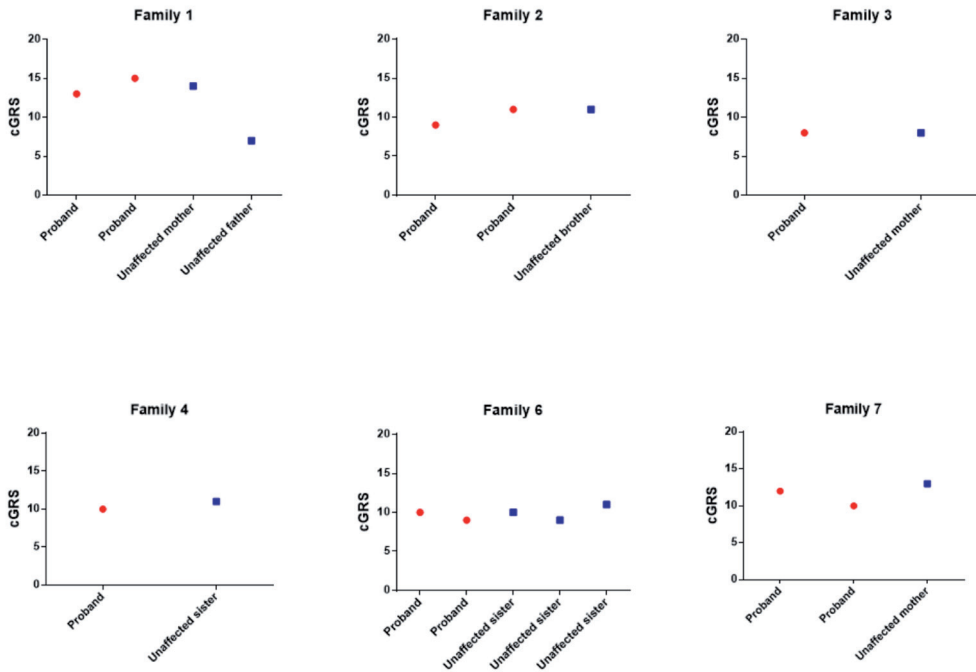 Family 1
20
15
10
5
0
cGRS
Proband
Proband
Unaffected mother
Unaffected father
Family 2
20
15
10
5
0
cGRS
Proband
Proband
Unaffected brother
Family 3
20
15
10
5
0
cGRS
Proband
Unaffected mother
Family 4
20
15
10
5
0
cGRS
Proband
Unaffected sister
Family 6
20
15
10
5
0
cGRS
Proband
Proband
Unaffected sister
Unaffected sister
Unaffected sister
Family 7
20
15
10
5
0
cGRS
Proband
Proband
Unaffected mother